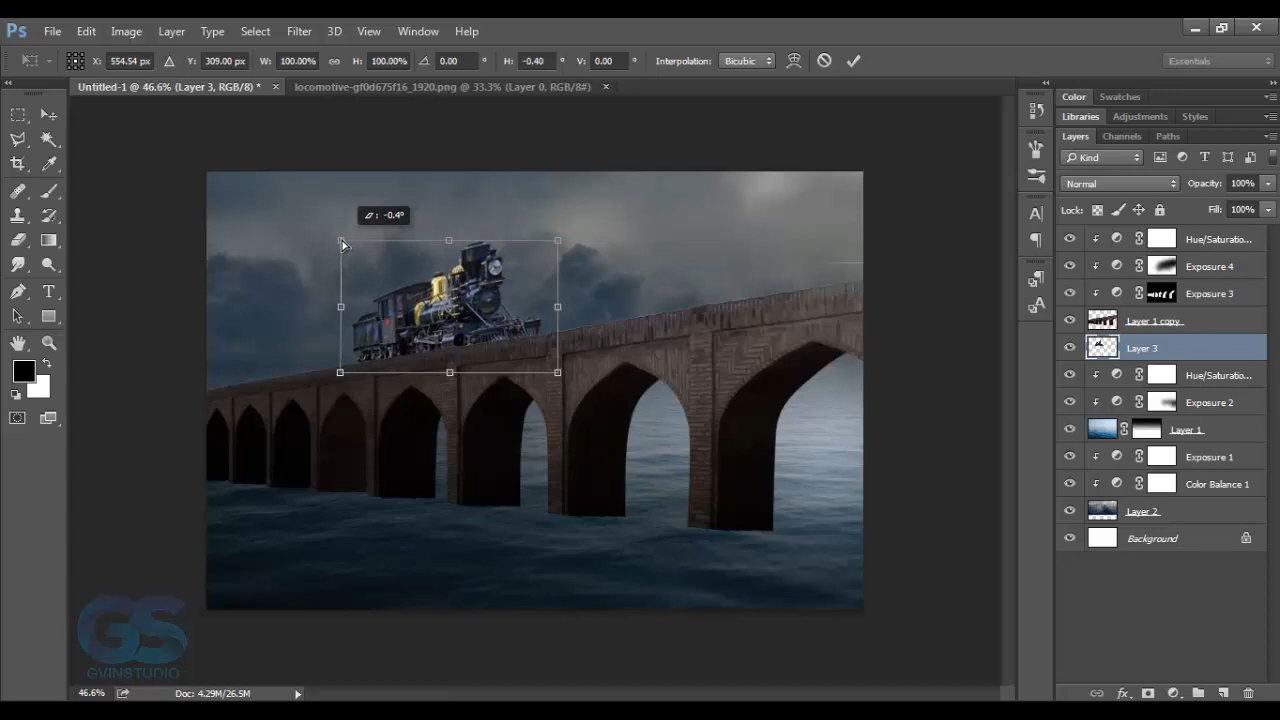 Ps File Edit Image Layer Type Select Filter 3D View Window Help
X: 554.54 px Y: 309.00 px W: 100.00% H: 100.00% 0.00 ° H: -0.40 ° V: 0.00 ° Interpolation: Bicubic Essentials
Untitled-1 @ 46.6% (Layer 3, RGB/8) * × locomotive-gf0d675f16_1920.png @ 33.3% (Layer 0, RGB/8#) ×
Color Swatches
Libraries Adjustments Styles
Layers Channels Paths
Kind
Normal Opacity: 100%
Lock: Fill: 100%
Hue/Saturatio...
Exposure 4
Exposure 3
Layer 1 copy
Layer 3
Hue/Saturatio...
Exposure 2
Layer 1
Exposure 1
Color Balance 1
Layer 2
Background
: -0.4°
GS
GVINSTUDIO
46.6% Doc: 4.29M/26.5M